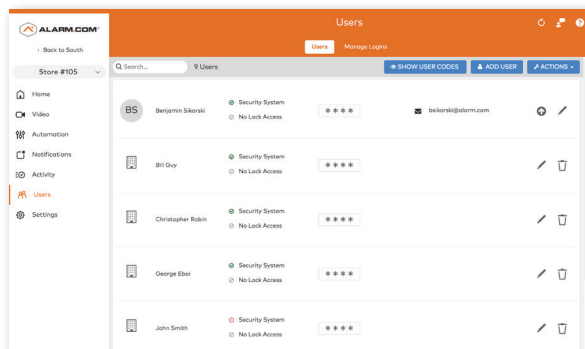 Users
ALARM.COM
Back to South
Users
Manage Logins
Store #105
Search...
9 Users
SHOW USER CODES
ADD USER
ACTIONS
Home
Video
Automation
Notifications
Activity
Users
Settings
BS
Benjamin Sikorski
Security System
No Lock Access
****
bsikorski@alarm.com
Bill Guy
Security System
No Lock Access
****
Christopher Robin
Security System
No Lock Access
****
George Eboi
Security System
No Lock Access
****
John Smith
Security System
No Lock Access
****